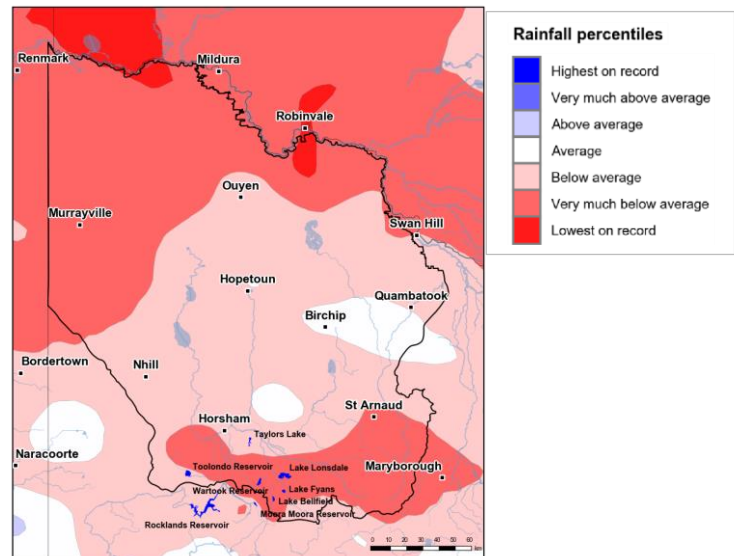 Renmark
Mildura
Robinvale
Ouyen
Murrayville
Swan Hill
Hopetoun
Quambatook
Birchip
Bordertown
Nhill
St Arnaud
Horsham
Taylors Lake
Naracoorte
Toolondo Reservoir
Lake Lonsdale
Maryborough
Wartook Reservoir
Lake Fyans
Lake Bellfield
Moora Moora Reservoir
Rocklands Reservoir
0 10 20 30 40 50 60
km
Rainfall percentiles
Highest on record
Very much above average
Above average
Average
Below average
Very much below average
Lowest on record